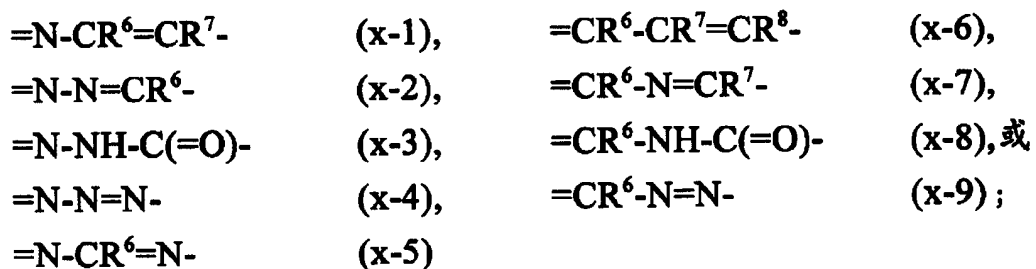 =N-CR⁶=CR⁷- (x-1), =CR⁶-CR⁷=CR⁸- (x-6),
=N-N=CR⁶- (x-2), =CR⁶-N=CR⁷- (x-7),
=N-NH-C(=O)- (x-3), =CR⁶-NH-C(=O)- (x-8),或
=N-N=N- (x-4), =CR⁶-N=N- (x-9);
=N-CR⁶=N- (x-5)